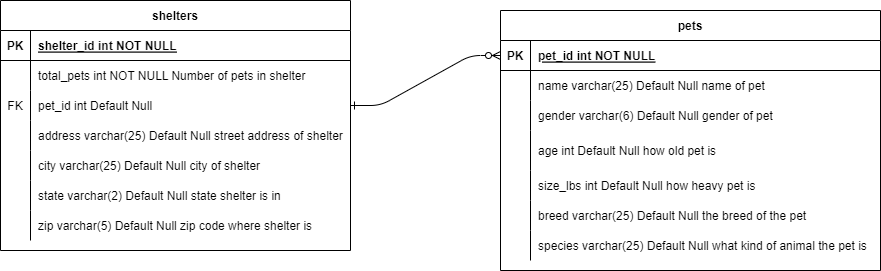 shelters
PK shelter_id int NOT NULL
total_pets int NOT NULL Number of pets in shelter
FK pet_id int Default Null
address varchar(25) Default Null street address of shelter
city varchar(25) Default Null city of shelter
state varchar(2) Default Null state shelter is in
zip varchar(5) Default Null zip code where shelter is
pets
PK pet_id int NOT NULL
name varchar(25) Default Null name of pet
gender varchar(6) Default Null gender of pet
age int Default Null how old pet is
size_lbs int Default Null how heavy pet is
breed varchar(25) Default Null the breed of the pet
species varchar(25) Default Null what kind of animal the pet is